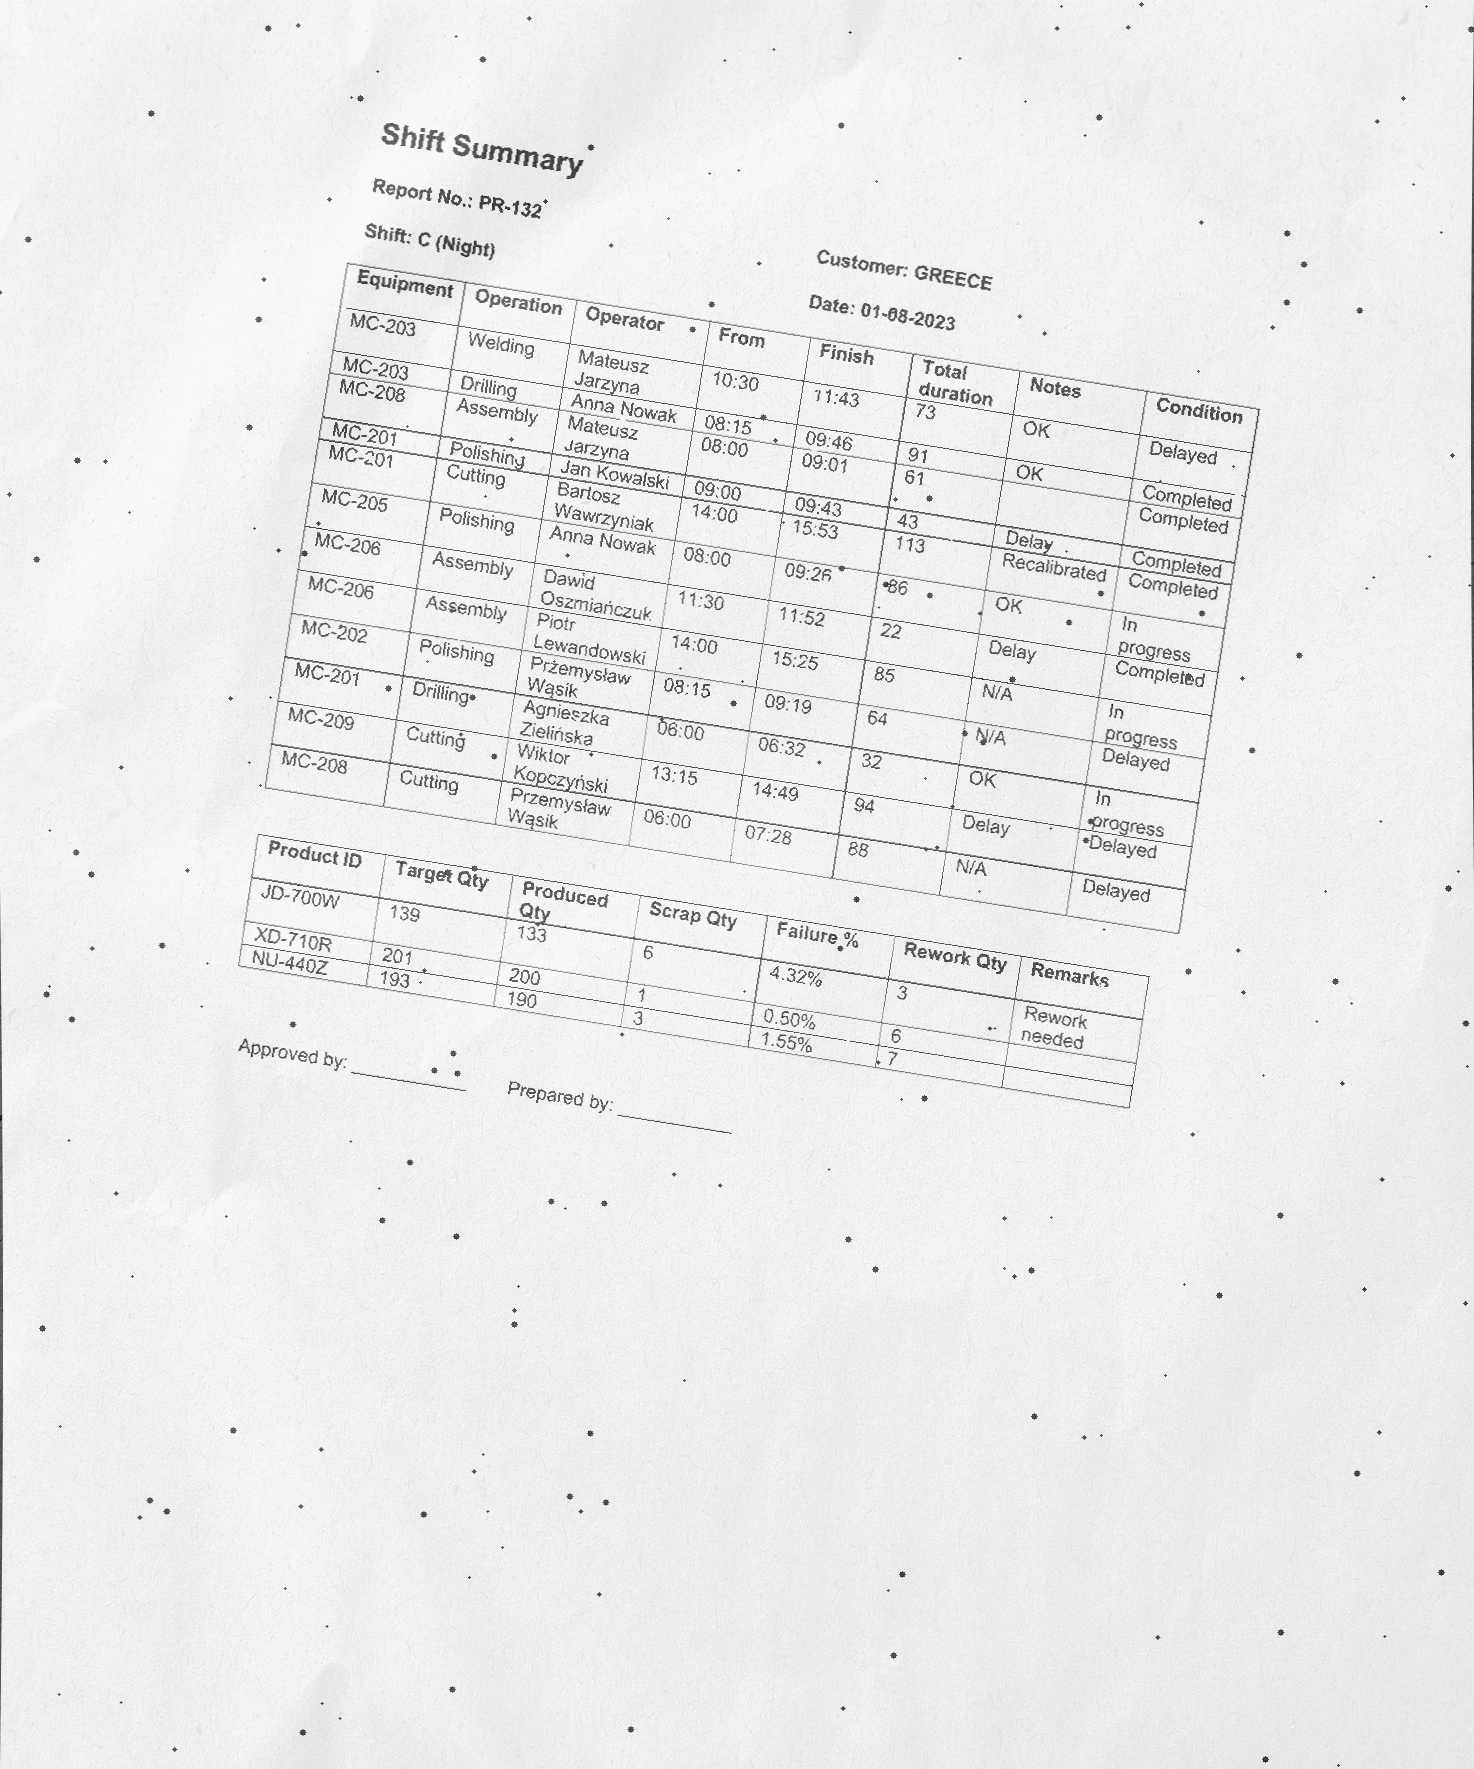 Shift Summary
Report No.: PR-132
Shift: C (Night)
Customer: GREECE
Date: 01-08-2023
Equipment Operation Operator From Finish Total duration Notes Condition
MC-203 Welding Mateusz Jarzyna 10:30 11:43 73 OK Delayed
MC-203 Drilling Anna Nowak 08:15 09:46 91 OK Completed
MC-208 Assembly Mateusz Jarzyna 08:00 09:01 61 Completed
MC-201 Polishing Jan Kowalski 09:00 09:43 43 Delay Completed
MC-201 Cutting Bartosz Wawrzyniak 14:00 15:53 113 Recalibrated Completed
MC-205 Polishing Anna Nowak 08:00 09:26 86 OK In progress
MC-206 Assembly Dawid Oszmiańczuk 11:30 11:52 22 Delay Completed
MC-206 Assembly Piotr Lewandowski 14:00 15:25 85 N/A In progress
MC-202 Polishing Przemysław Wąsik 08:15 09:19 64 N/A Delayed
MC-201 Drilling Agnieszka Zielińska 06:00 06:32 32 OK In progress
MC-209 Cutting Wiktor Kopczyński 13:15 14:49 94 Delay Delayed
MC-208 Cutting Przemysław Wąsik 06:00 07:28 88 N/A Delayed
Product ID Target Qty Produced Qty Scrap Qty Failure % Rework Qty Remarks
JD-700W 139 133 6 4.32% 3 Rework needed
XD-710R 201 200 1 0.50% 6
NU-440Z 193 190 3 1.55% 7
Approved by: ____________
Prepared by: ____________